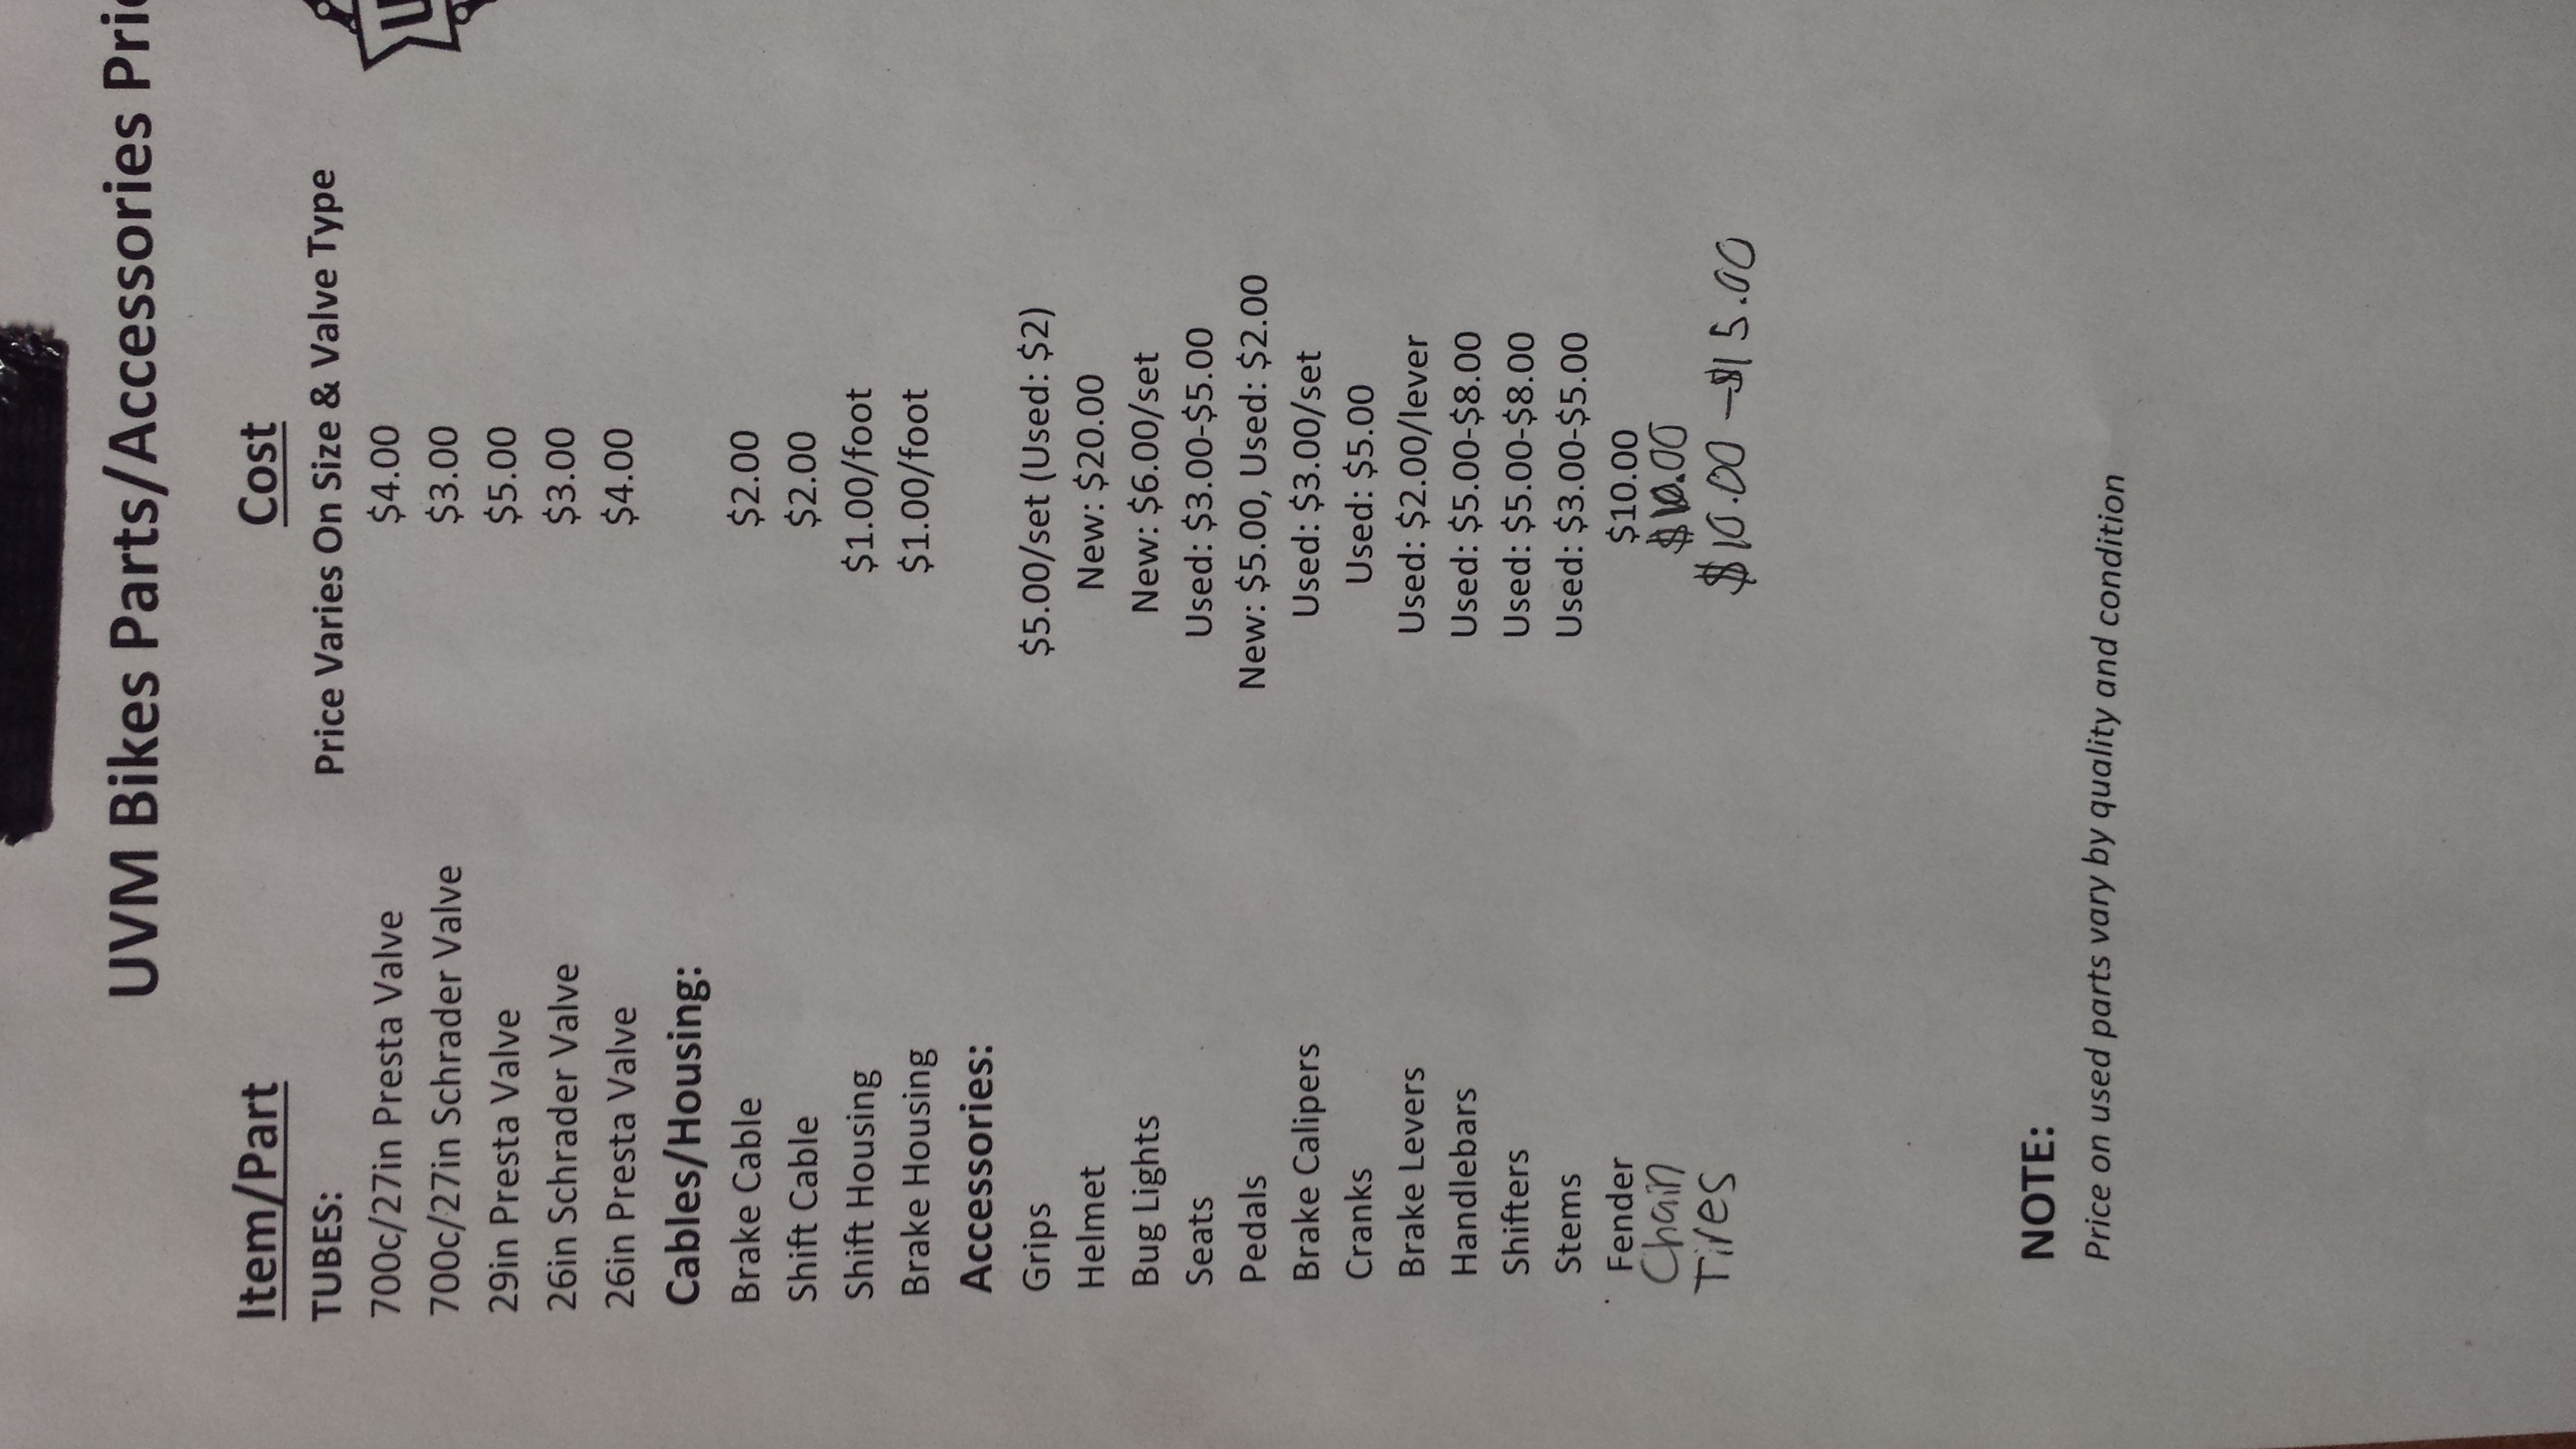 UVM Bikes Parts/Accessories Pri
Item/Part Cost
TUBES: Price Varies On Size & Valve Type
700c/27in Presta Valve $4.00
700c/27in Schrader Valve $3.00
29in Presta Valve $5.00
26in Schrader Valve $3.00
26in Presta Valve $4.00
Cables/Housing:
Brake Cable $2.00
Shift Cable $2.00
Shift Housing $1.00/foot
Brake Housing $1.00/foot
Accessories:
Grips $5.00/set (Used: $2)
Helmet New: $20.00
Bug Lights New: $6.00/set
Seats Used: $3.00-$5.00
Pedals New: $5.00, Used: $2.00
Brake Calipers Used: $3.00/set
Cranks Used: $5.00
Brake Levers Used: $2.00/lever
Handlebars Used: $5.00-$8.00
Shifters Used: $5.00-$8.00
Stems Used: $3.00-$5.00
Fender $10.00
Chain $10.00
Tires $10.00 - $15.00
NOTE:
Price on used parts vary by quality and condition